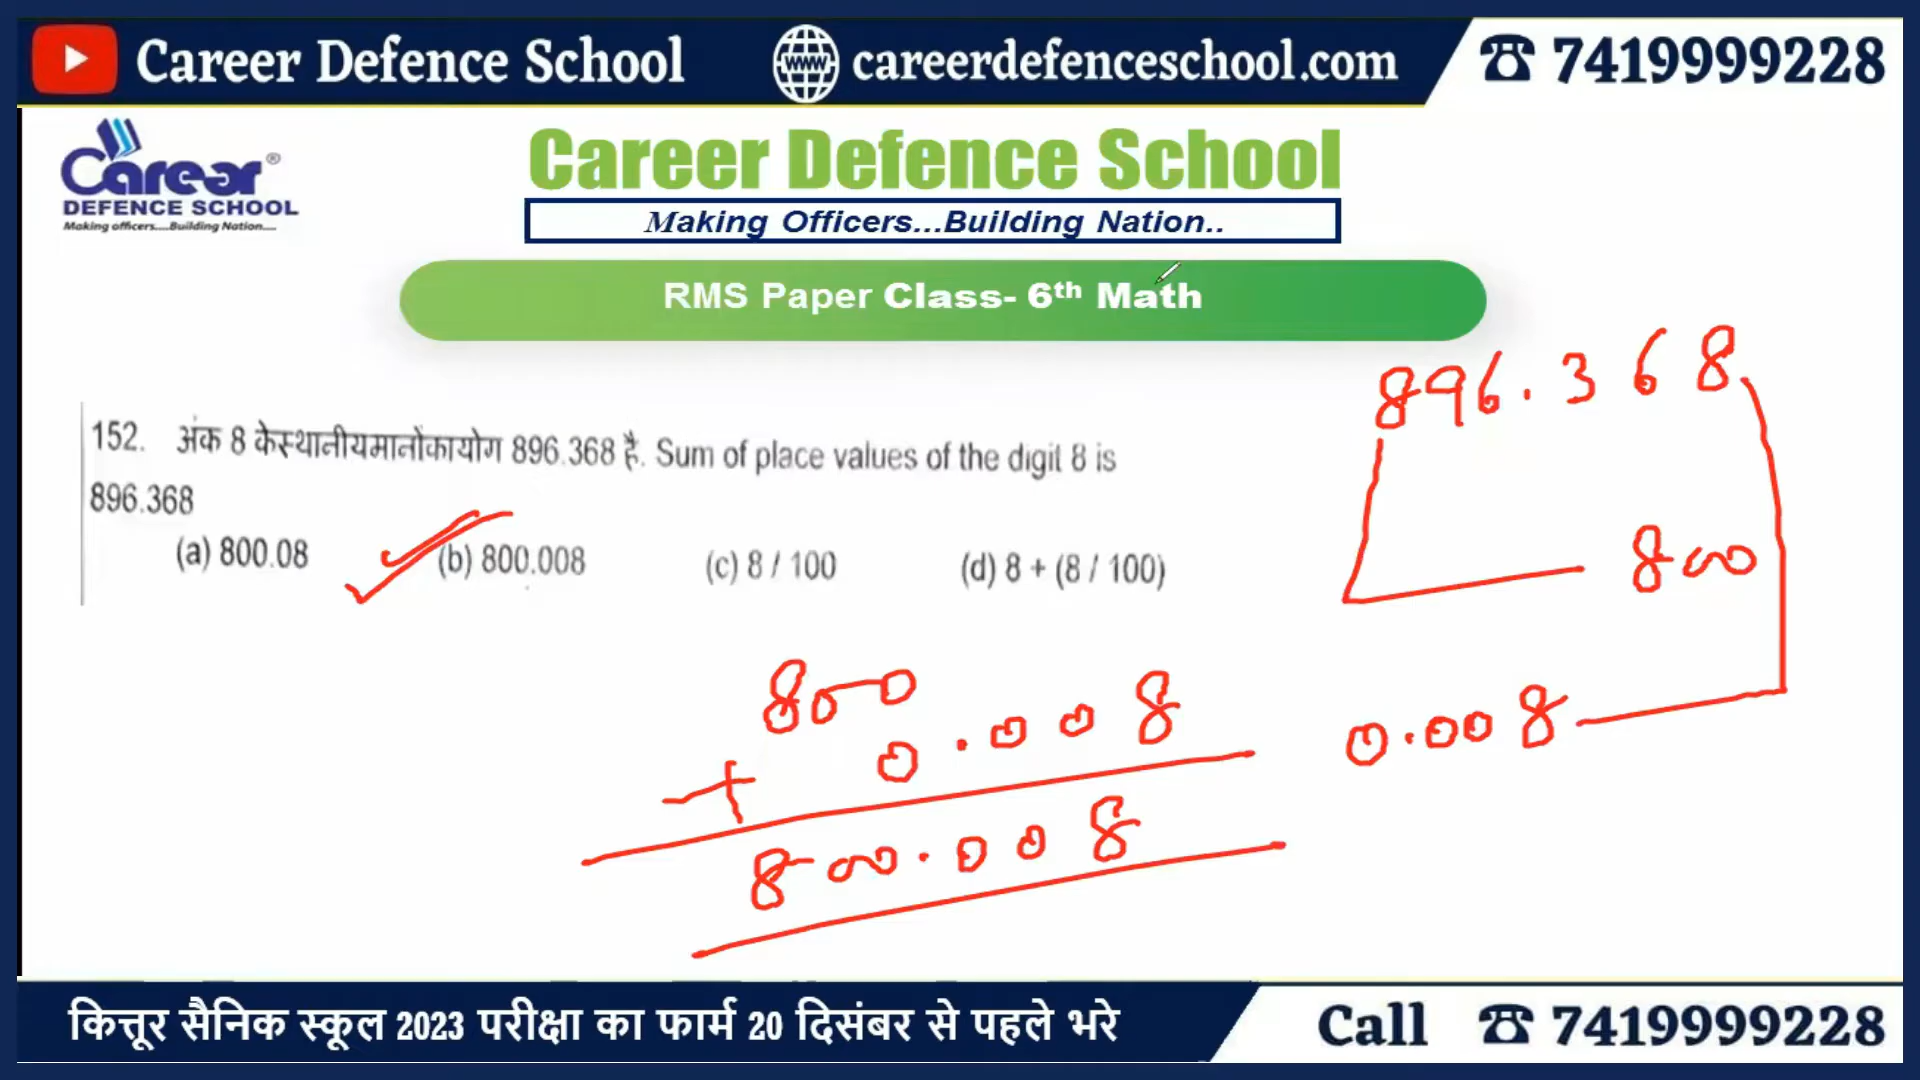 Career Defence School careerdefenceschool.com 7419999228
WWW
Carear®
DEFENCE SCHOOL
Making officers....Building Nation....
Career Defence School
Making Officers...Building Nation..
RMS Paper Class- 6th Math
896.368
152. अंक 8 केस्थानीयमानोंकायोग 896.368 है. Sum of place values of the digit 8 is
896.368
(a) 800.08 (b) 800.008 (c) 8 / 100 (d) 8 + (8 / 100)
800
800
+ 0.008
0.008
800.008
कित्तूर सैनिक स्कूल 2023 परीक्षा का फार्म 20 दिसंबर से पहले भरे
Call 7419999228